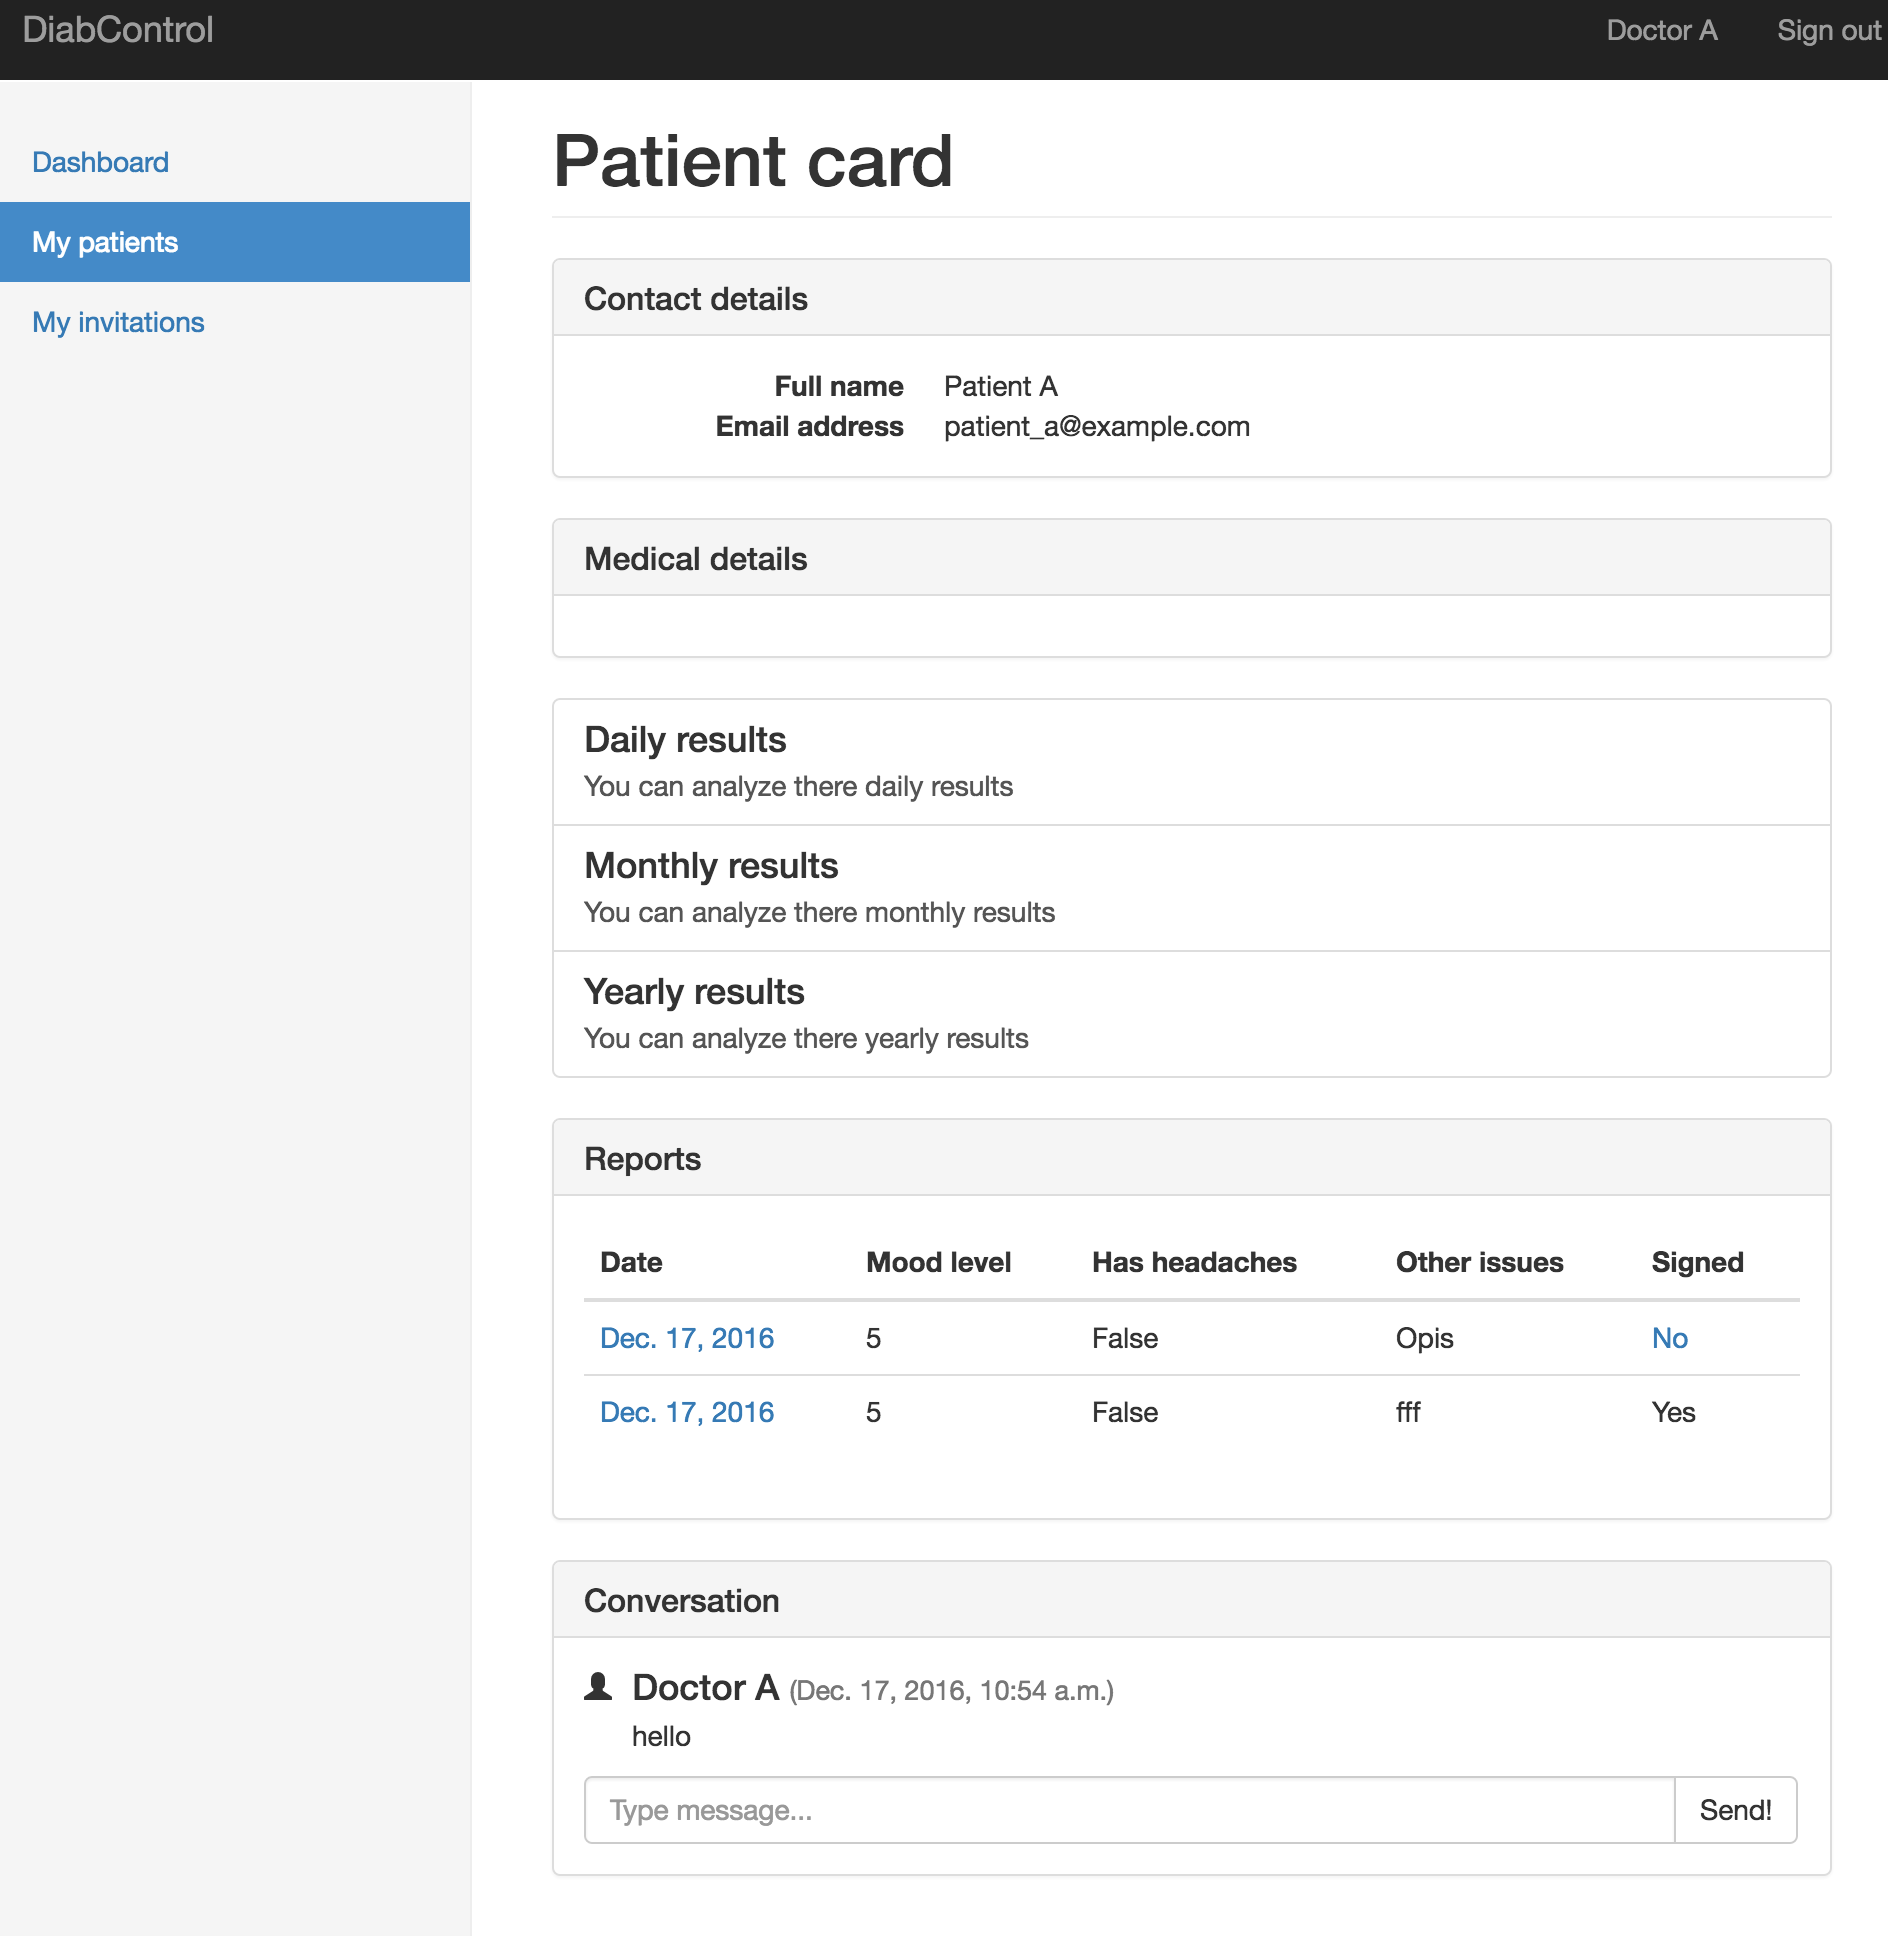 DiabControl Doctor A Sign out
Dashboard
My patients
My invitations
Patient card
Contact details
Full name Patient A
Email address patient_a@example.com
Medical details
Daily results
You can analyze there daily results
Monthly results
You can analyze there monthly results
Yearly results
You can analyze there yearly results
Reports
Date Mood level Has headaches Other issues Signed
Dec. 17, 2016 5 False Opis No
Dec. 17, 2016 5 False fff Yes
Conversation
Doctor A (Dec. 17, 2016, 10:54 a.m.)
hello
Type message... Send!